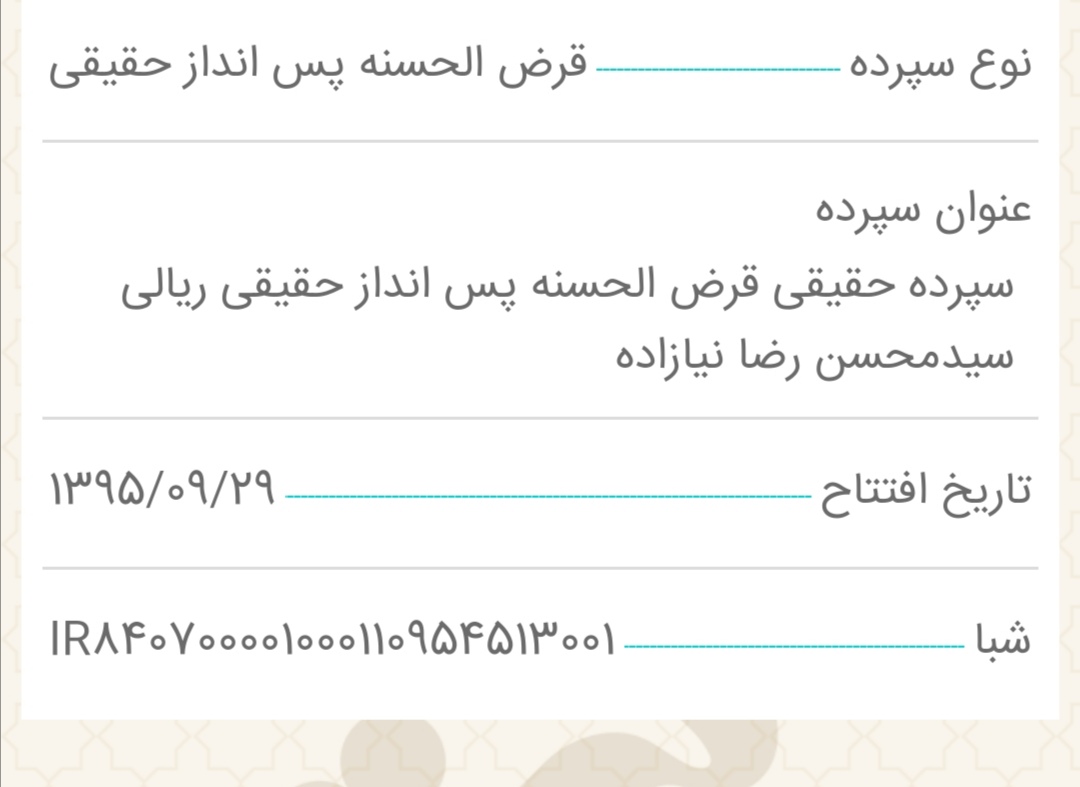 نوع سپرده قرض الحسنه پس انداز حقیقی
عنوان سپرده
سپرده حقیقی قرض الحسنه پس انداز حقیقی ریالی
سیدمحسن رضا نیازاده
تاریخ افتتاح ۱۳۹۵/۰۹/۲۹
شبا IR۸۴۰۷۰۰۰۰۱۰۰۰۱۱۰۹۵۴۵۱۳۰۰۱